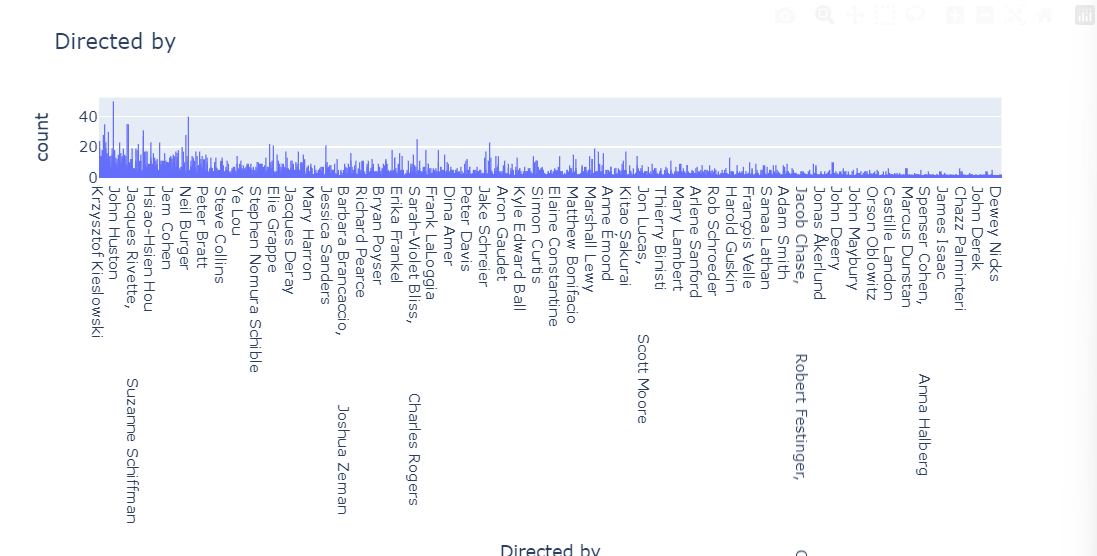 Directed by
count
40
20
0
Krzysztof Kieslowski
John Huston
Jacques Rivette, Suzanne Schiffman
Hsiao-Hsien Hou
Jem Cohen
Neil Burger
Peter Bratt
Steve Collins
Ye Lou
Stephen Nomura Schible
Elie Grappe
Jacques Deray
Mary Harron
Jessica Sanders
Barbara Brancaccio, Joshua Zeman
Richard Pearce
Bryan Poyser
Erika Frankel
Sarah-Violet Bliss, Charles Rogers
Frank LaLoggia
Dina Amer
Peter Davis
Jake Schreier
Aron Gaudet
Kyle Edward Ball
Simon Curtis
Elaine Constantine
Matthew Bonifacio
Marshall Lewy
Anne Émond
Kitao Sakurai
Jon Lucas, Scott Moore
Thierry Binisti
Mary Lambert
Arlene Sanford
Rob Schroeder
Harold Guskin
François Velle
Sanaa Lathan
Adam Smith
Jacob Chase, Robert Festinger,
Jonas Åkerlund
John Deery
John Maybury
Orson Oblowitz
Castille Landon
Marcus Dunstan
Spenser Cohen, Anna Halberg
James Isaac
Chazz Palminteri
John Derek
Dewey Nicks
Directed by